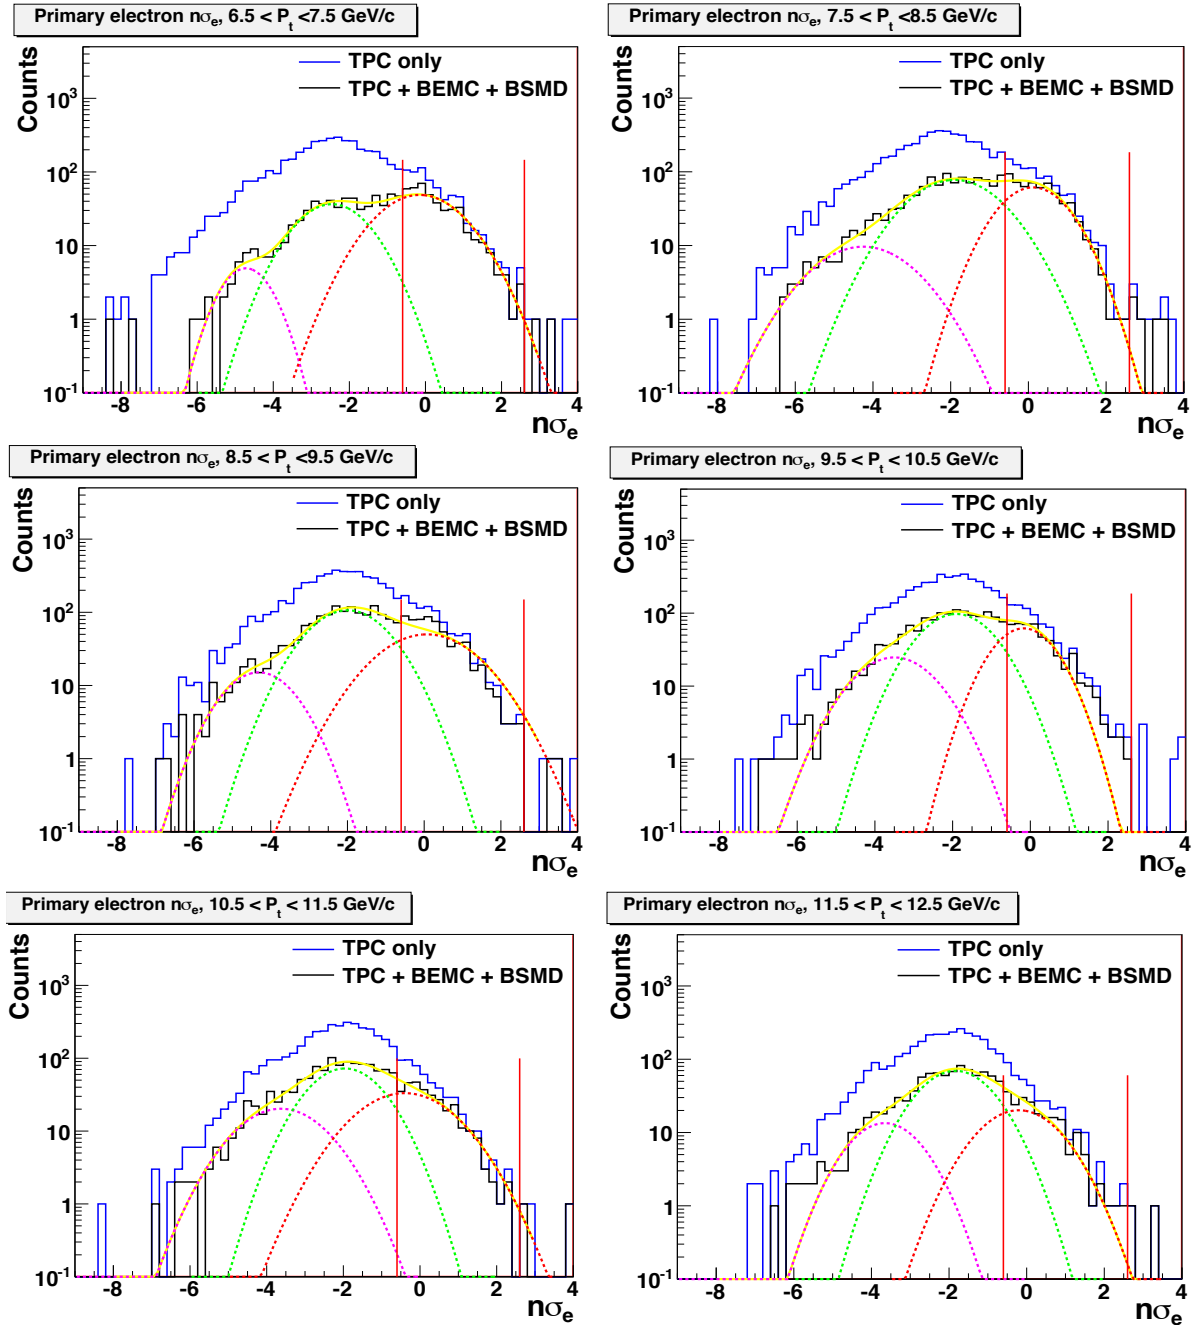 Primary electron nσe, 6.5 < Pt <7.5 GeV/c
Counts
TPC only
TPC + BEMC + BSMD
10³
10²
10
1
10⁻¹
-8 -6 -4 -2 0 2 4
nσe
Primary electron nσe, 7.5 < Pt <8.5 GeV/c
Counts
TPC only
TPC + BEMC + BSMD
10³
10²
10
1
10⁻¹
-8 -6 -4 -2 0 2 4
nσe
Primary electron nσe, 8.5 < Pt <9.5 GeV/c
Counts
TPC only
TPC + BEMC + BSMD
10³
10²
10
1
10⁻¹
-8 -6 -4 -2 0 2 4
nσe
Primary electron nσe, 9.5 < Pt < 10.5 GeV/c
Counts
TPC only
TPC + BEMC + BSMD
10³
10²
10
1
10⁻¹
-8 -6 -4 -2 0 2 4
nσe
Primary electron nσe, 10.5 < Pt < 11.5 GeV/c
Counts
TPC only
TPC + BEMC + BSMD
10³
10²
10
1
10⁻¹
-8 -6 -4 -2 0 2 4
nσe
Primary electron nσe, 11.5 < Pt < 12.5 GeV/c
Counts
TPC only
TPC + BEMC + BSMD
10³
10²
10
1
10⁻¹
-8 -6 -4 -2 0 2 4
nσe